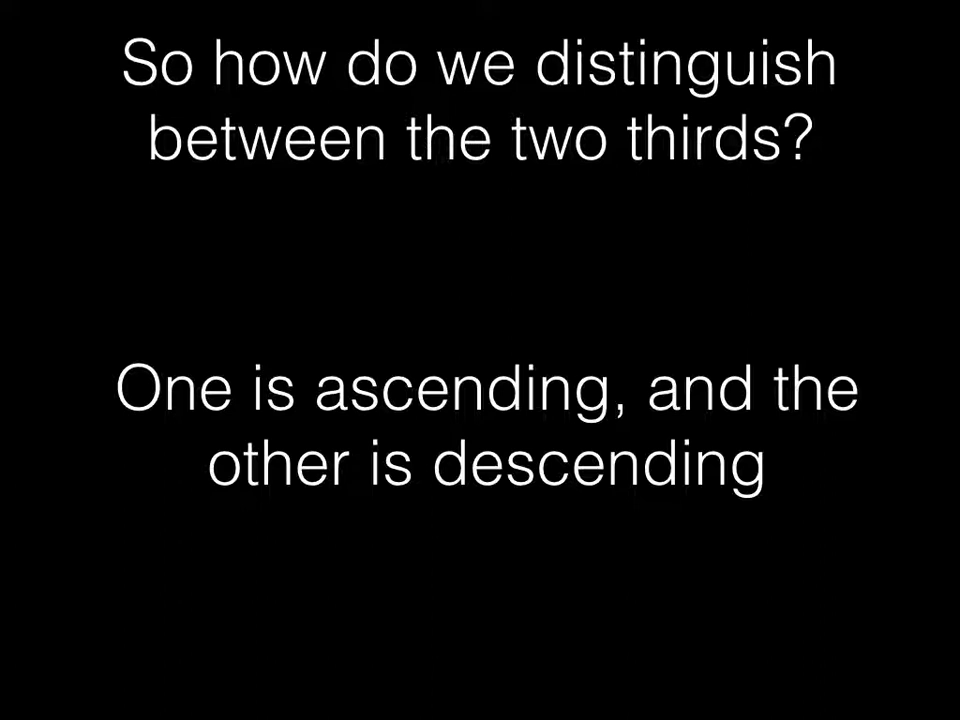 So how do we distinguish
between the two thirds?
One is ascending, and the
other is descending